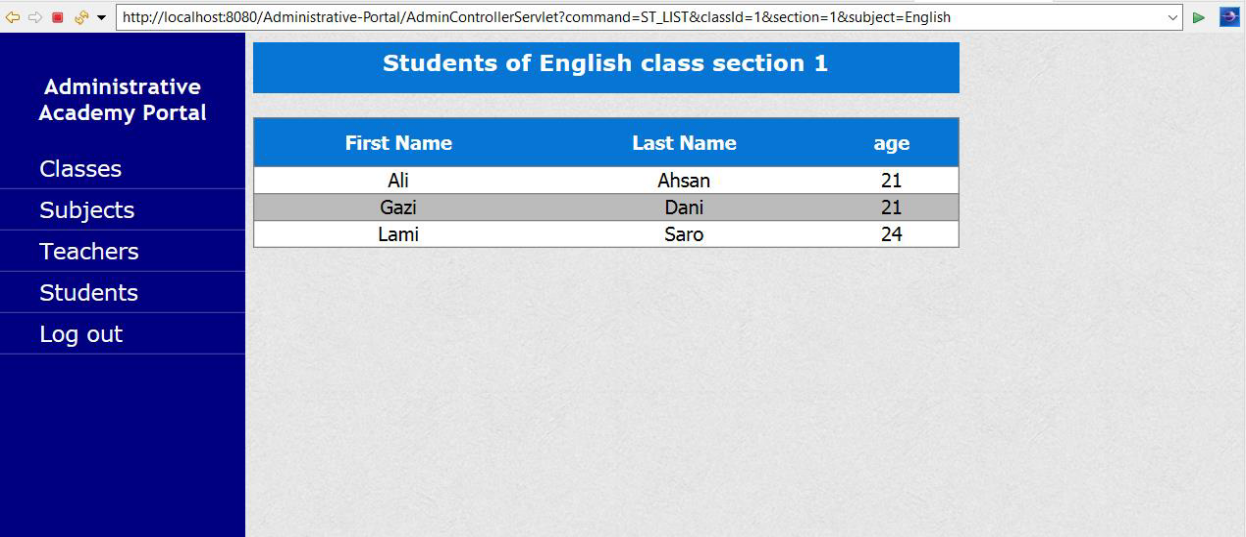 http://localhost:8080/Administrative-Portal/AdminControllerServlet?command=ST_LIST&classId=1&section=1&subject=English
Administrative
Academy Portal
Classes
Subjects
Teachers
Students
Log out
Students of English class section 1
First Name Last Name age
Ali Ahsan 21
Gazi Dani 21
Lami Saro 24